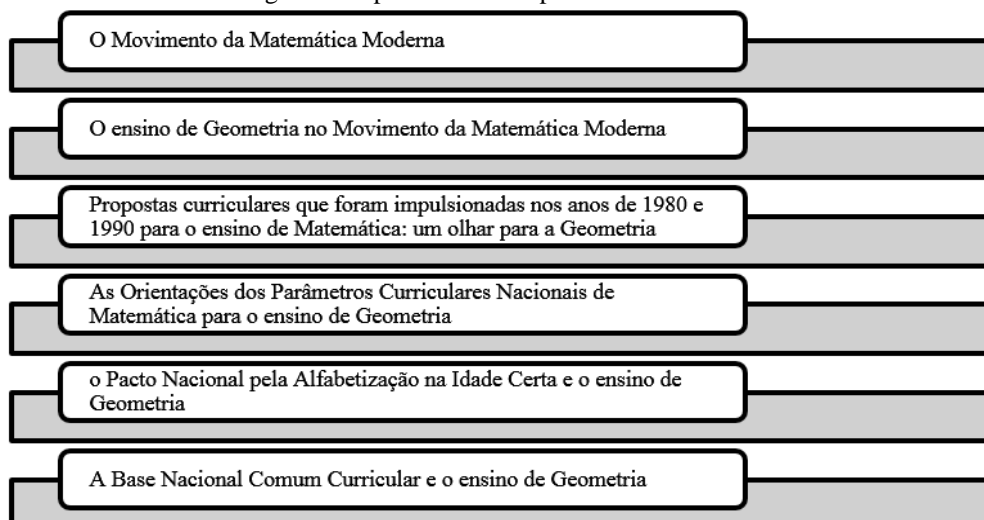 O Movimento da Matemática Moderna
O ensino de Geometria no Movimento da Matemática Moderna
Propostas curriculares que foram impulsionadas nos anos de 1980 e
1990 para o ensino de Matemática: um olhar para a Geometria
As Orientações dos Parâmetros Curriculares Nacionais de
Matemática para o ensino de Geometria
o Pacto Nacional pela Alfabetização na Idade Certa e o ensino de
Geometria
A Base Nacional Comum Curricular e o ensino de Geometria